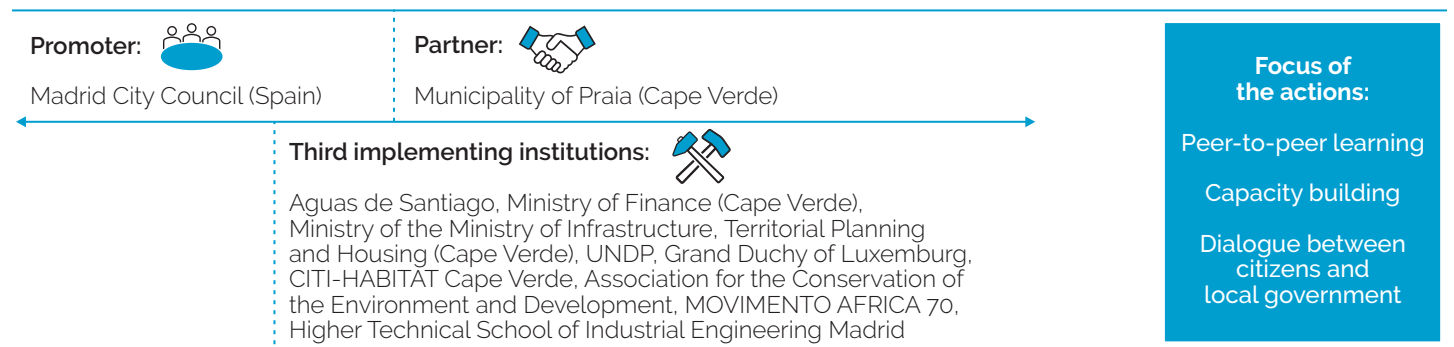 Promoter:
Madrid City Council (Spain)
Partner:
Municipality of Praia (Cape Verde)
Third implementing institutions:
Aguas de Santiago, Ministry of Finance (Cape Verde),
Ministry of the Ministry of Infrastructure, Territorial Planning
and Housing (Cape Verde), UNDP, Grand Duchy of Luxemburg,
CITI-HABITAT Cape Verde, Association for the Conservation of
the Environment and Development, MOVIMENTO AFRICA 70,
Higher Technical School of Industrial Engineering Madrid
Focus of
the actions:
Peer-to-peer learning
Capacity building
Dialogue between
citizens and
local government